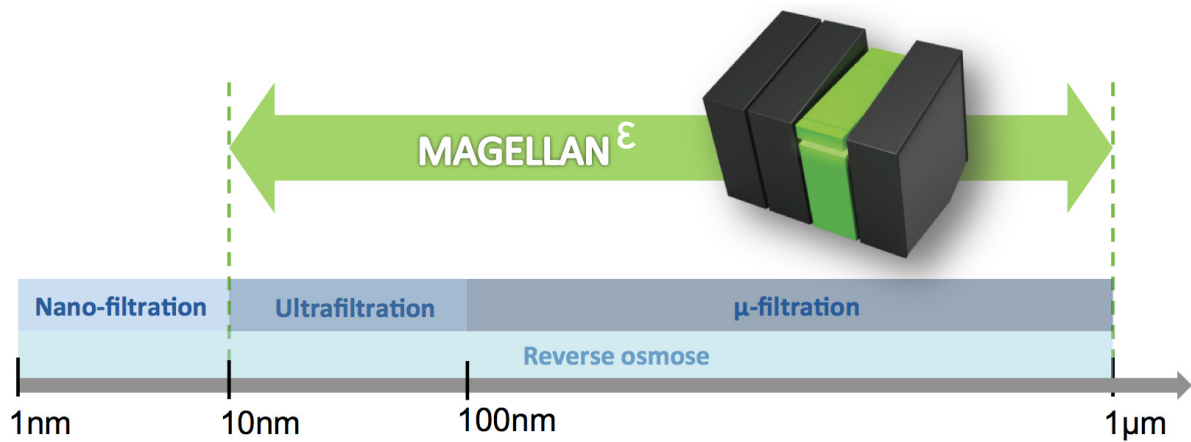 MAGELLAN ε
Nano-filtration Ultrafiltration μ-filtration
Reverse osmose
1nm 10nm 100nm 1μm